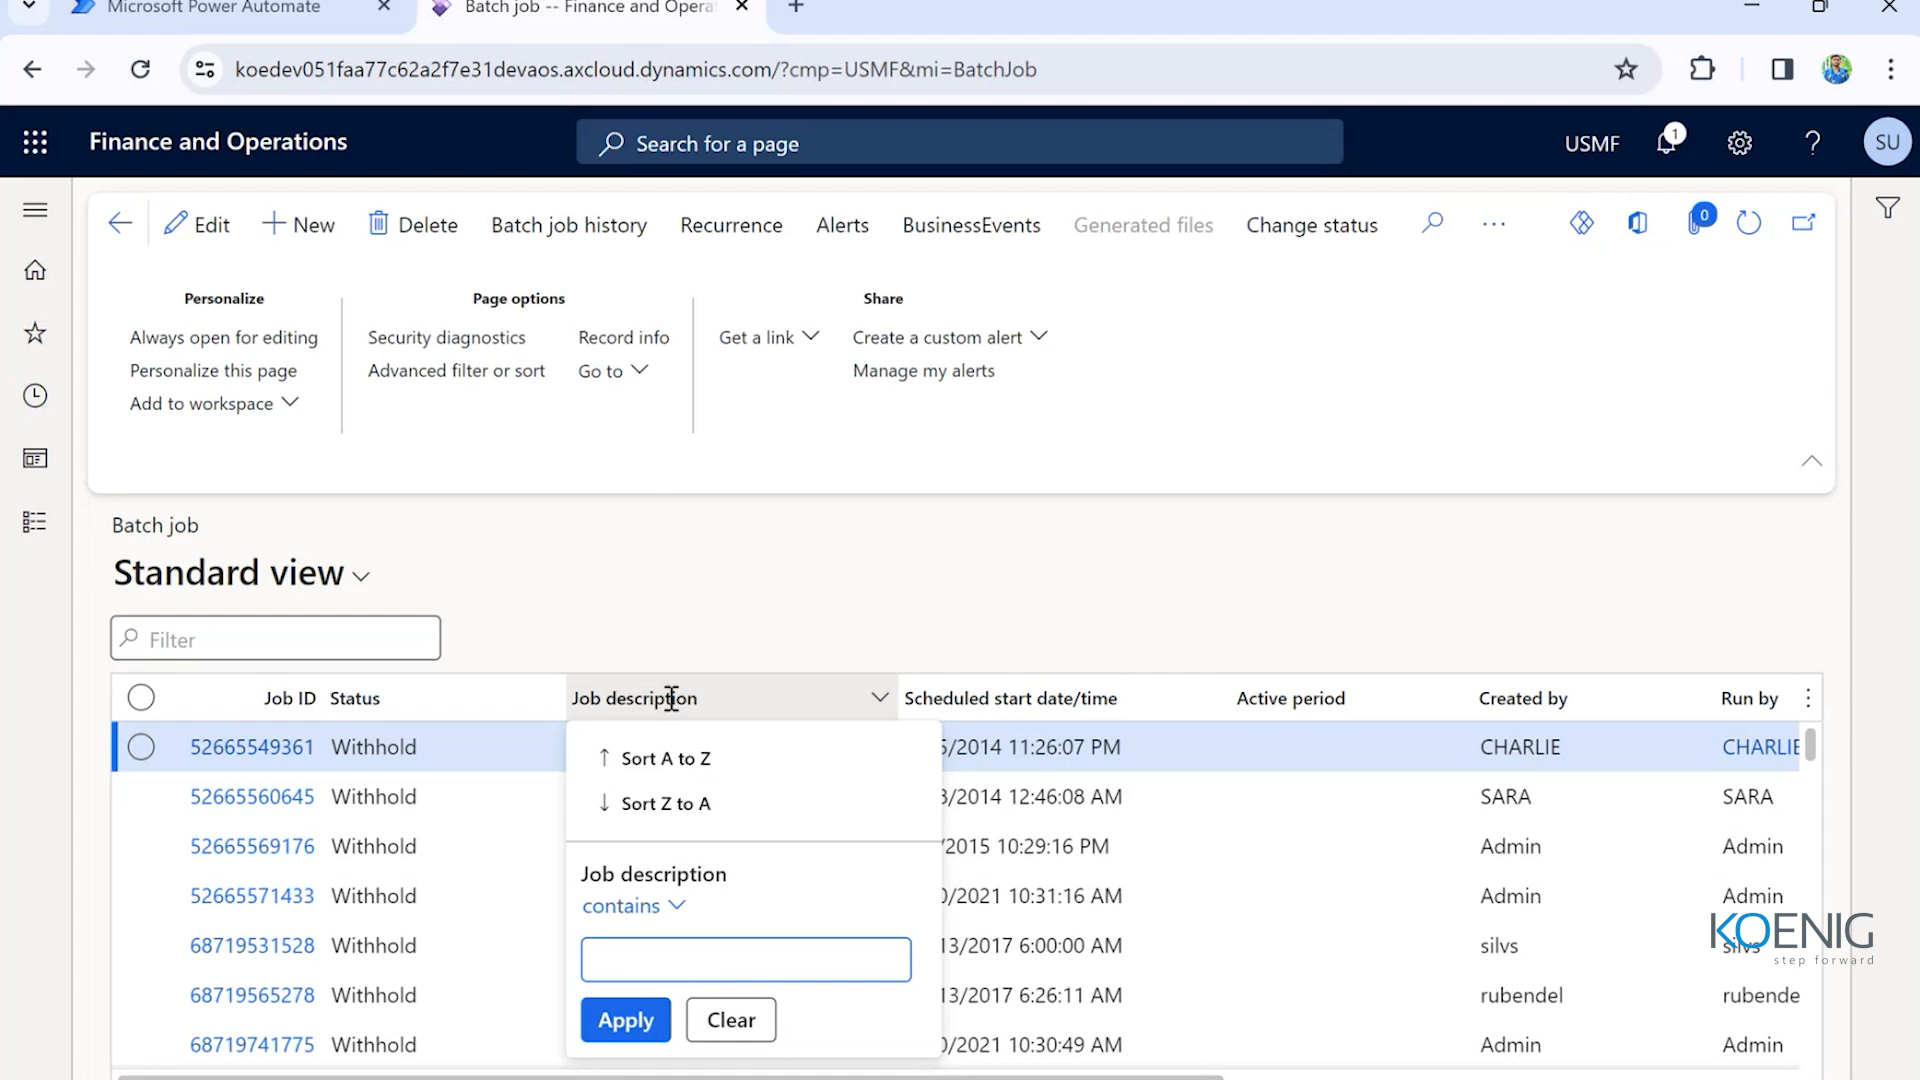 Microsoft Power Automate
Batch job -- Finance and Opera
koedev051faa77c62a2f7e31devaos.axcloud.dynamics.com/?cmp=USMF&mi=BatchJob
Finance and Operations
Search for a page
USMF
1
?
SU
Edit
New
Delete
Batch job history
Recurrence
Alerts
BusinessEvents
Generated files
Change status
0
Personalize
Always open for editing
Personalize this page
Add to workspace
Page options
Security diagnostics
Record info
Advanced filter or sort
Go to
Share
Get a link
Create a custom alert
Manage my alerts
Batch job
Standard view
Filter
Job ID Status Job description Scheduled start date/time Active period Created by Run by
52665549361 Withhold 5/2014 11:26:07 PM CHARLIE CHARLIE
52665560645 Withhold 3/2014 12:46:08 AM SARA SARA
52665569176 Withhold /2015 10:29:16 PM Admin Admin
52665571433 Withhold 0/2021 10:31:16 AM Admin Admin
68719531528 Withhold 13/2017 6:00:00 AM silvs silvs
68719565278 Withhold 13/2017 6:26:11 AM rubendel rubende
68719741775 Withhold 0/2021 10:30:49 AM Admin Admin
Sort A to Z
Sort Z to A
Job description
contains
Apply
Clear
KOENIG
step forward